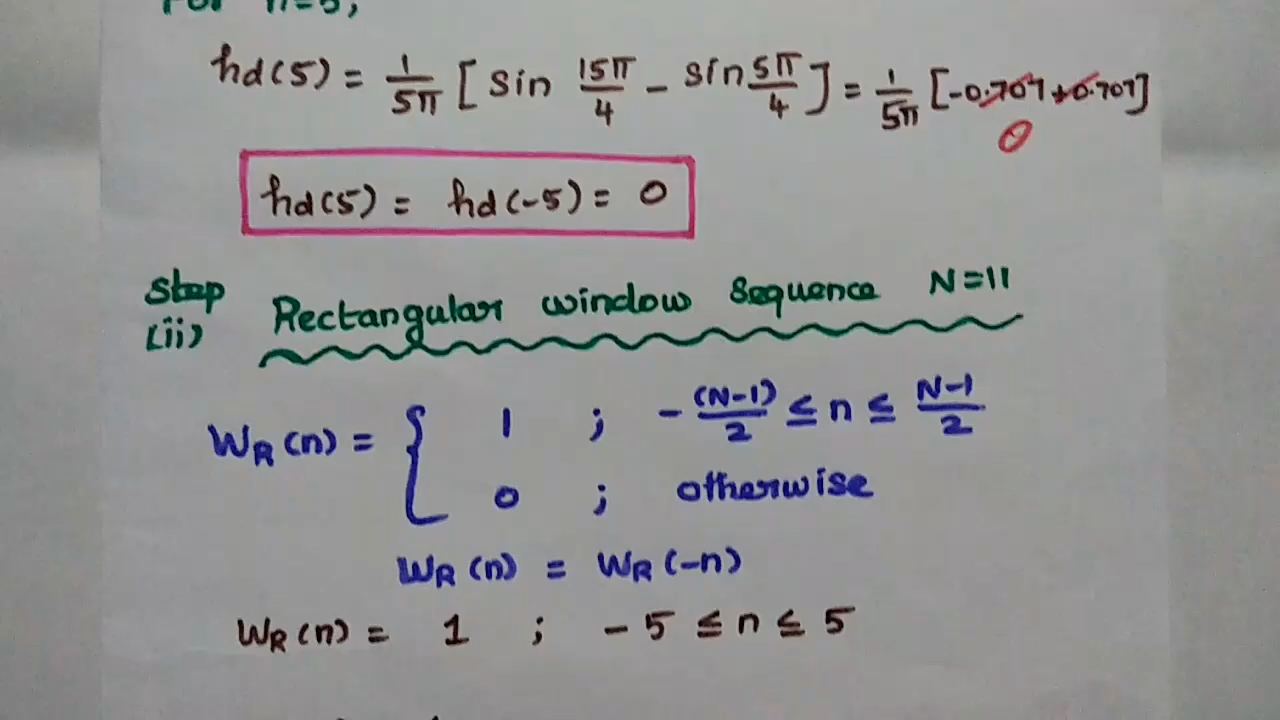 For n=5,
hd(5) = 1/5π [ sin 15π/4 - sin 5π/4 ] = 1/5π [-0.707 + 0.707]
0
hd(5) = hd(-5) = 0
Step (ii) Rectangular window Sequence N=11
WR(n) = { 1 ; -(N-1)/2 ≤ n ≤ N-1/2
0 ; otherwise
WR(n) = WR(-n)
WR(n) = 1 ; -5 ≤ n ≤ 5